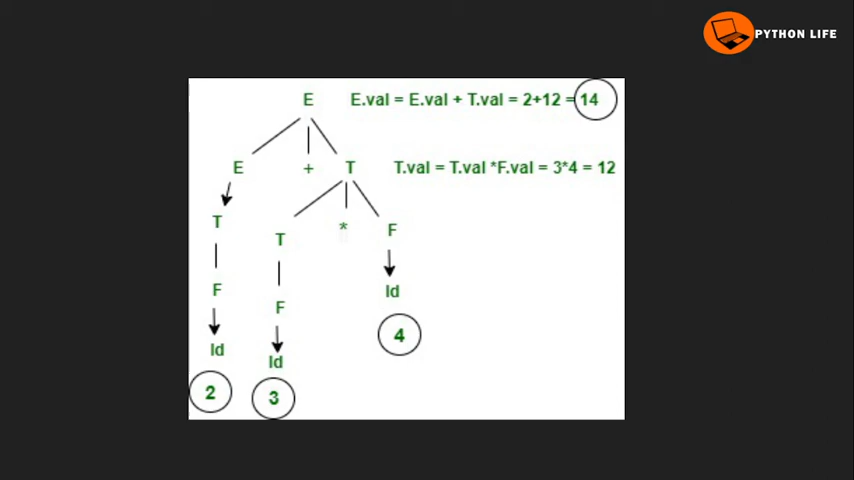 PYTHON LIFE
E E.val = E.val + T.val = 2+12 = 14
E + T T.val = T.val *F.val = 3*4 = 12
T T * F
F F Id
Id Id 4
2 3